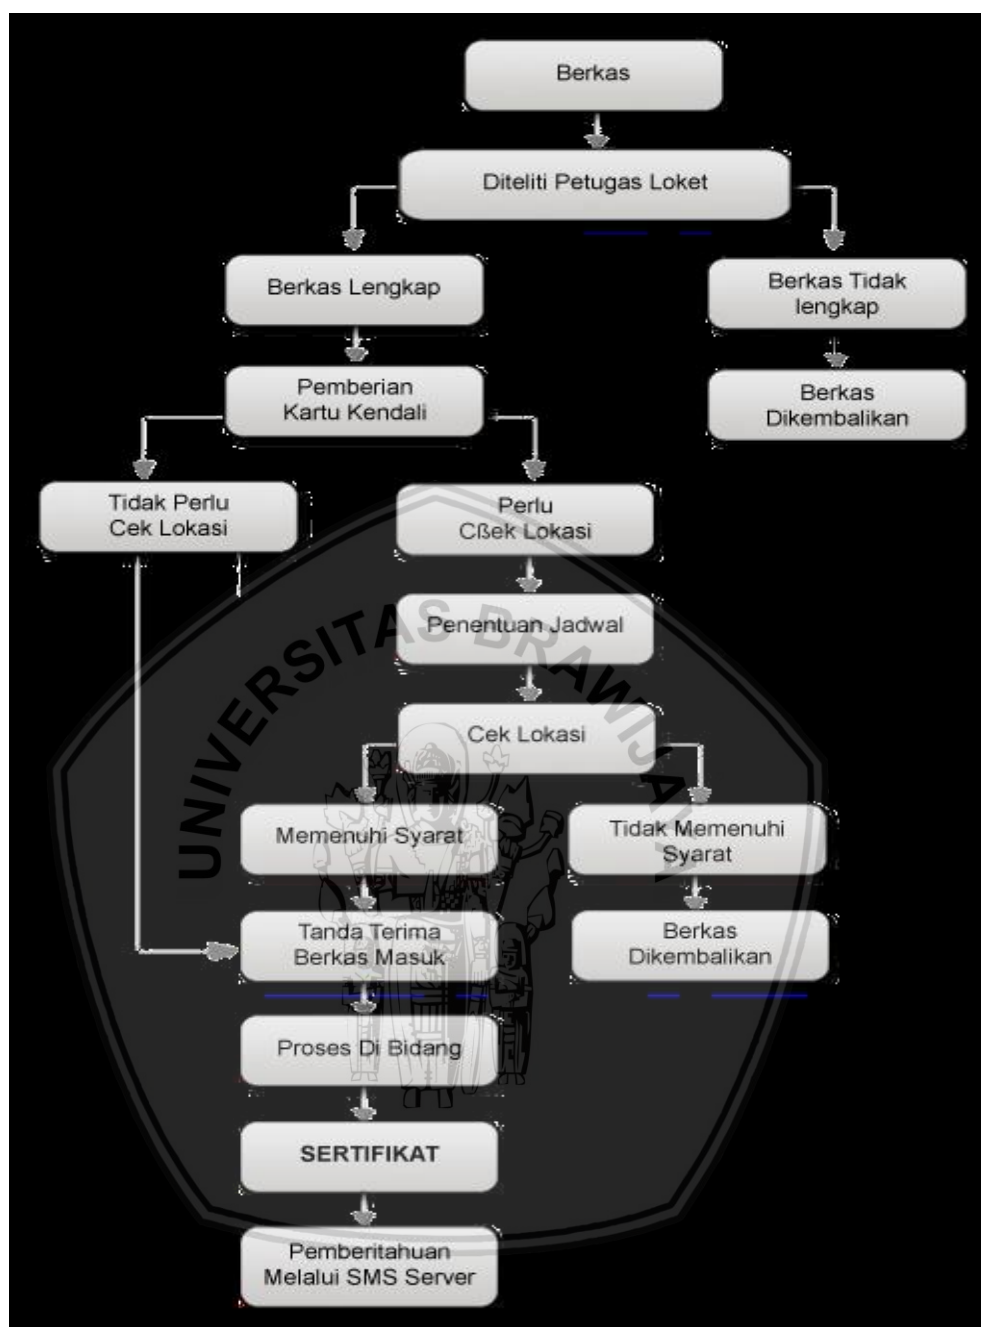 Berkas
Diteliti Petugas Loket
Berkas Lengkap
Berkas Tidak
lengkap
Pemberian
Kartu Kendali
Berkas
Dikembalikan
Tidak Perlu
Cek Lokasi
Perlu
Cßek Lokasi
Penentuan Jadwal
Cek Lokasi
Memenuhi Syarat
Tidak Memenuhi
Syarat
Tanda Terima
Berkas Masuk
Berkas
Dikembalikan
Proses Di Bidang
SERTIFIKAT
Pemberitahuan
Melalui SMS Server
UNIVERSITAS BRAWIJAYA